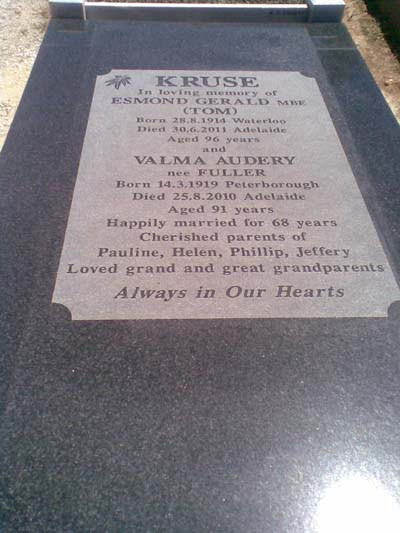 KRUSE
In loving memory of
ESMOND GERALD MBE
(TOM)
Born 28.8.1914 Waterloo
Died 30.6.2011 Adelaide
Aged 96 years
and
VALMA AUDERY
nee FULLER
Born 14.3.1919 Peterborough
Died 25.8.2010 Adelaide
Aged 91 years
Happily married for 68 years
Cherished parents of
Pauline, Helen, Phillip, Jeffery
Loved grand and great grandparents
Always in Our Hearts